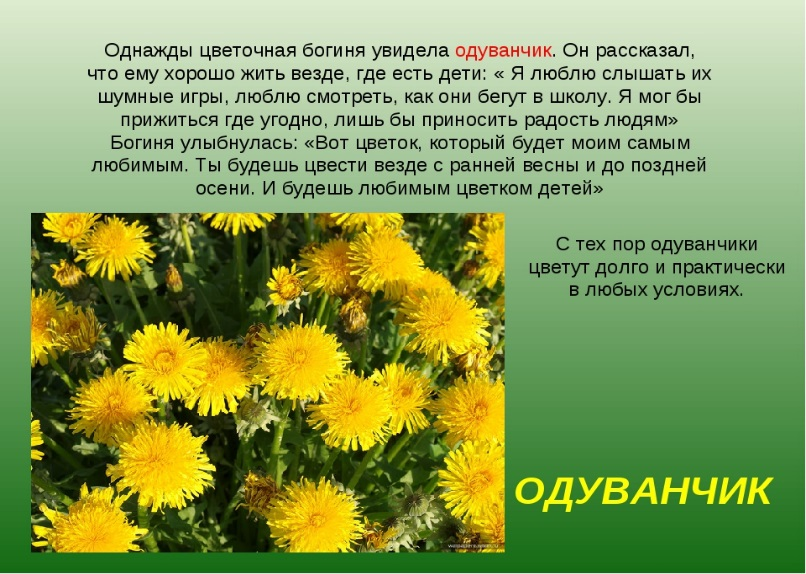 Однажды цветочная богиня увидела одуванчик. Он рассказал,
что ему хорошо жить везде, где есть дети: « Я люблю слышать их
шумные игры, люблю смотреть, как они бегут в школу. Я мог бы
прижиться где угодно, лишь бы приносить радость людям»
Богиня улыбнулась: «Вот цветок, который будет моим самым
любимым. Ты будешь цвести везде с ранней весны и до поздней
осени. И будешь любимым цветком детей»
С тех пор одуванчики
цветут долго и практически
в любых условиях.
ОДУВАНЧИК